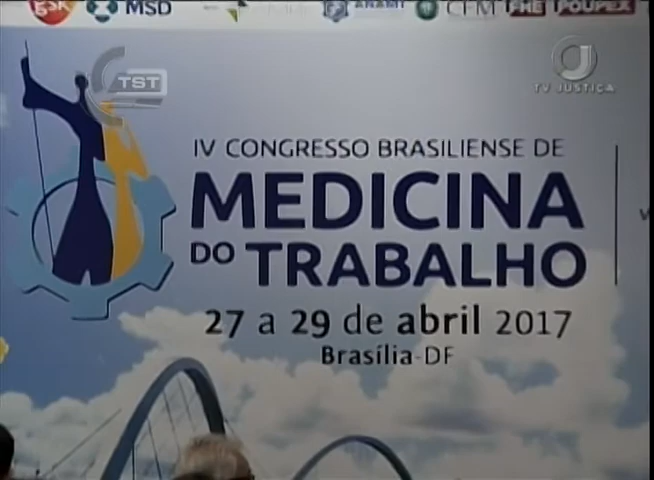 gsk MSD ANAMT CFM FHE POUPEX
TST
TV JUSTIÇA
IV CONGRESSO BRASILIENSE DE
MEDICINA
DO TRABALHO
27 a 29 de abril 2017
Brasília-DF